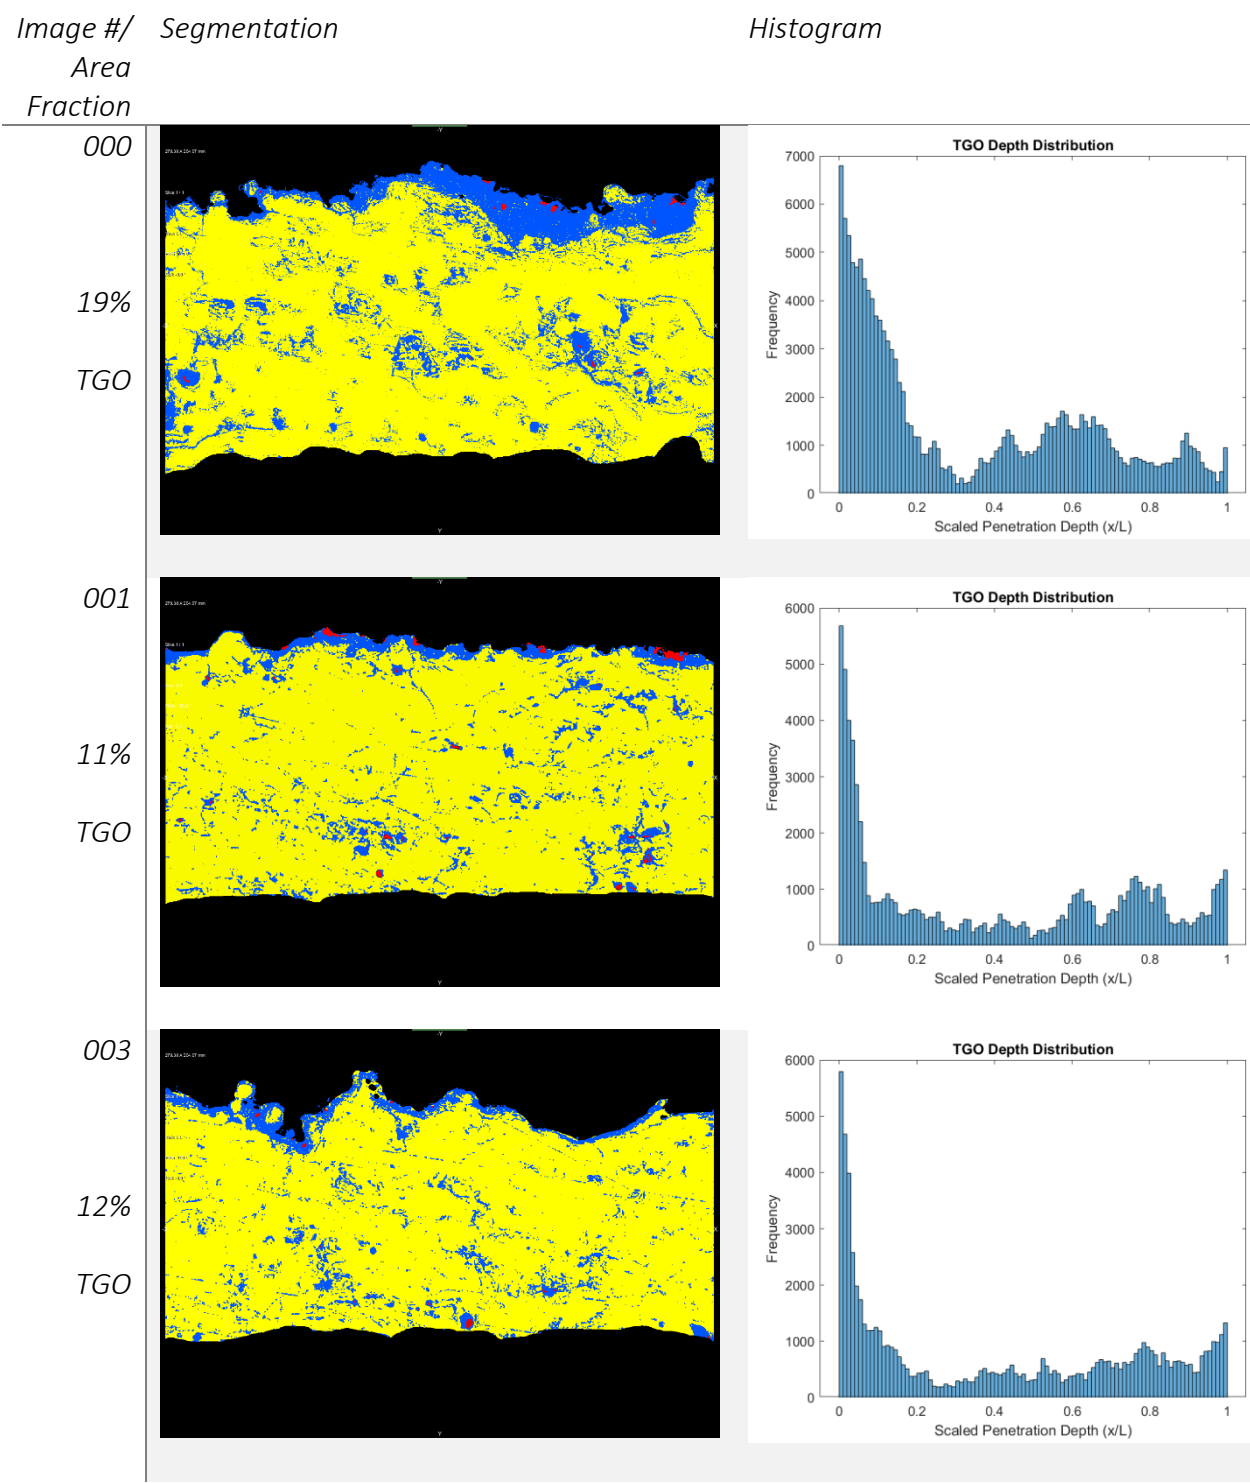 Image #/ Segmentation Histogram
Area
Fraction
000
19%
TGO
-Y
X
Y
TGO Depth Distribution
7000
6000
5000
4000
3000
2000
1000
0
Frequency
0 0.2 0.4 0.6 0.8 1
Scaled Penetration Depth (x/L)
001
11%
TGO
-Y
X
Y
TGO Depth Distribution
6000
5000
4000
3000
2000
1000
0
Frequency
0 0.2 0.4 0.6 0.8 1
Scaled Penetration Depth (x/L)
003
12%
TGO
-Y
X
Y
TGO Depth Distribution
6000
5000
4000
3000
2000
1000
0
Frequency
0 0.2 0.4 0.6 0.8 1
Scaled Penetration Depth (x/L)